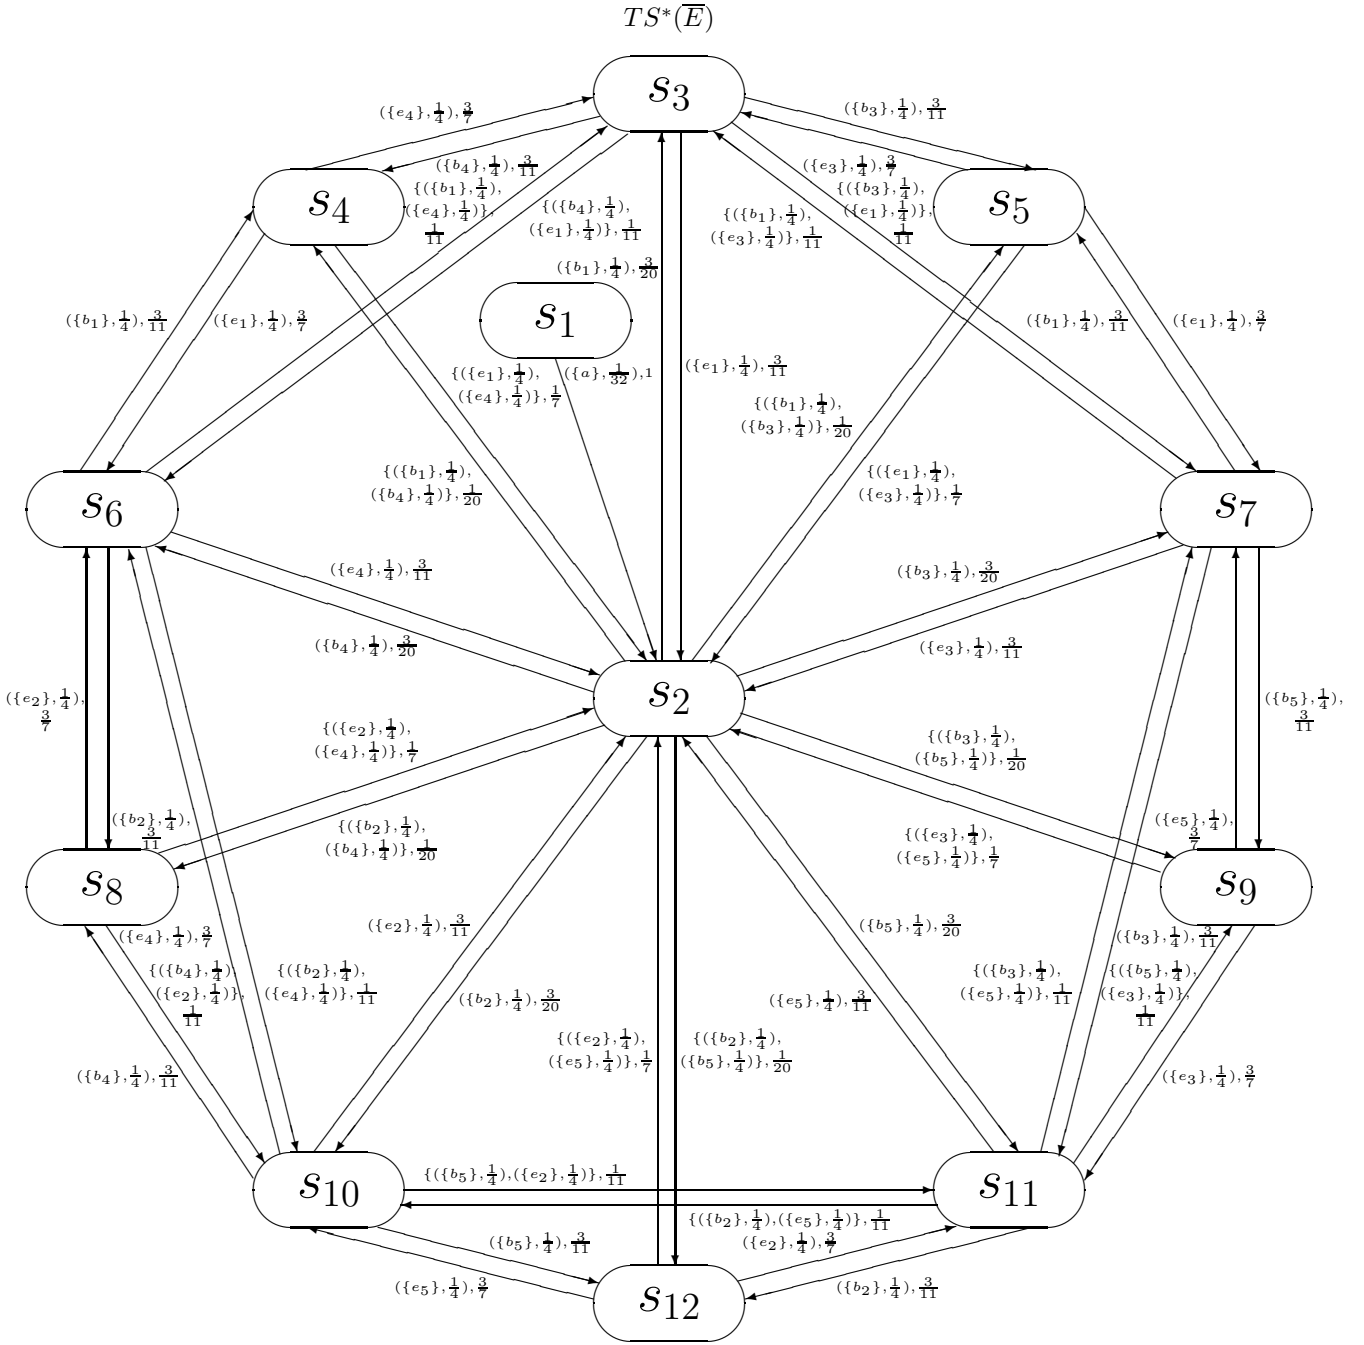 TS*(E̅)
s₃
({e₄},1/4),3/7
({b₃},1/4),3/11
({b₄},1/4),3/11
({e₃},1/4),3/7
s₄
{({b₁},1/4),
({e₄},1/4)},
1/11
{({b₄},1/4),
({e₁},1/4)},1/11
{({b₁},1/4),
({e₃},1/4)},1/11
{({b₃},1/4),
({e₁},1/4)},
1/11
s₅
({b₁},1/4),3/20
s₁
({b₁},1/4),3/11
({e₁},1/4),3/7
({b₁},1/4),3/11
({e₁},1/4),3/7
{({e₁},1/4),
({e₄},1/4)},1/7
({a},1/32),1
({e₁},1/4),3/11
{({b₁},1/4),
({b₃},1/4)},1/20
{({b₁},1/4),
({b₄},1/4)},1/20
{({e₁},1/4),
({e₃},1/4)},1/7
s₆
s₇
({e₄},1/4),3/11
({b₃},1/4),3/20
({b₄},1/4),3/20
({e₃},1/4),3/11
s₂
({e₂},1/4),
3/7
({b₅},1/4),
3/11
{({e₂},1/4),
({e₄},1/4)},1/7
{({b₃},1/4),
({b₅},1/4)},1/20
({b₂},1/4),
3/11
{({b₂},1/4),
({b₄},1/4)},1/20
{({e₃},1/4),
({e₅},1/4)},1/7
({e₅},1/4),
3/7
s₈
s₉
({e₄},1/4),3/7
({e₂},1/4),3/11
({b₅},1/4),3/20
({b₃},1/4),3/11
{({b₄},1/4),
({e₂},1/4)},
1/11
{({b₂},1/4),
({e₄},1/4)},1/11
({b₂},1/4),3/20
({e₅},1/4),3/11
{({b₃},1/4),
({e₅},1/4)},1/11
{({b₅},1/4),
({e₃},1/4)},
1/11
{({e₂},1/4),
({e₅},1/4)},1/7
{({b₂},1/4),
({b₅},1/4)},1/20
({b₄},1/4),3/11
({e₃},1/4),3/7
s₁₀
{({b₅},1/4),({e₂},1/4)},1/11
s₁₁
{({b₂},1/4),({e₅},1/4)},1/11
({b₅},1/4),3/11
({e₂},1/4),3/7
({e₅},1/4),3/7
s₁₂
({b₂},1/4),3/11